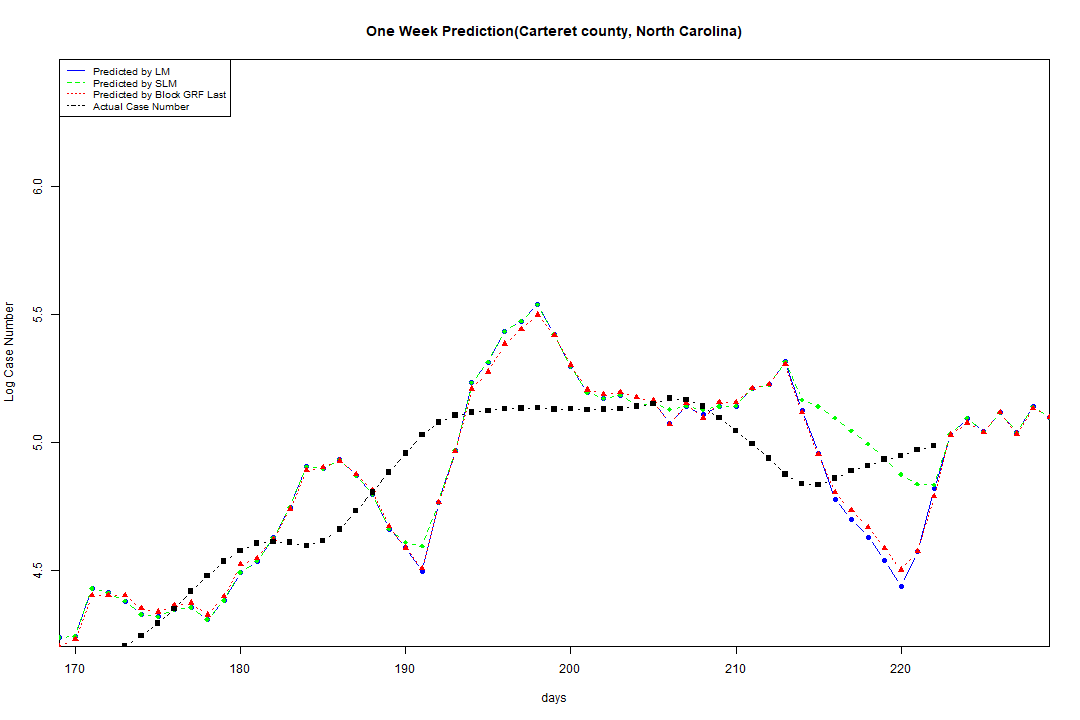 One Week Prediction(Carteret county, North Carolina)
Predicted by LM
Predicted by SLM
Predicted by Block GRF Last
Actual Case Number
6.0
5.5
5.0
4.5
Log Case Number
170 180 190 200 210 220
days